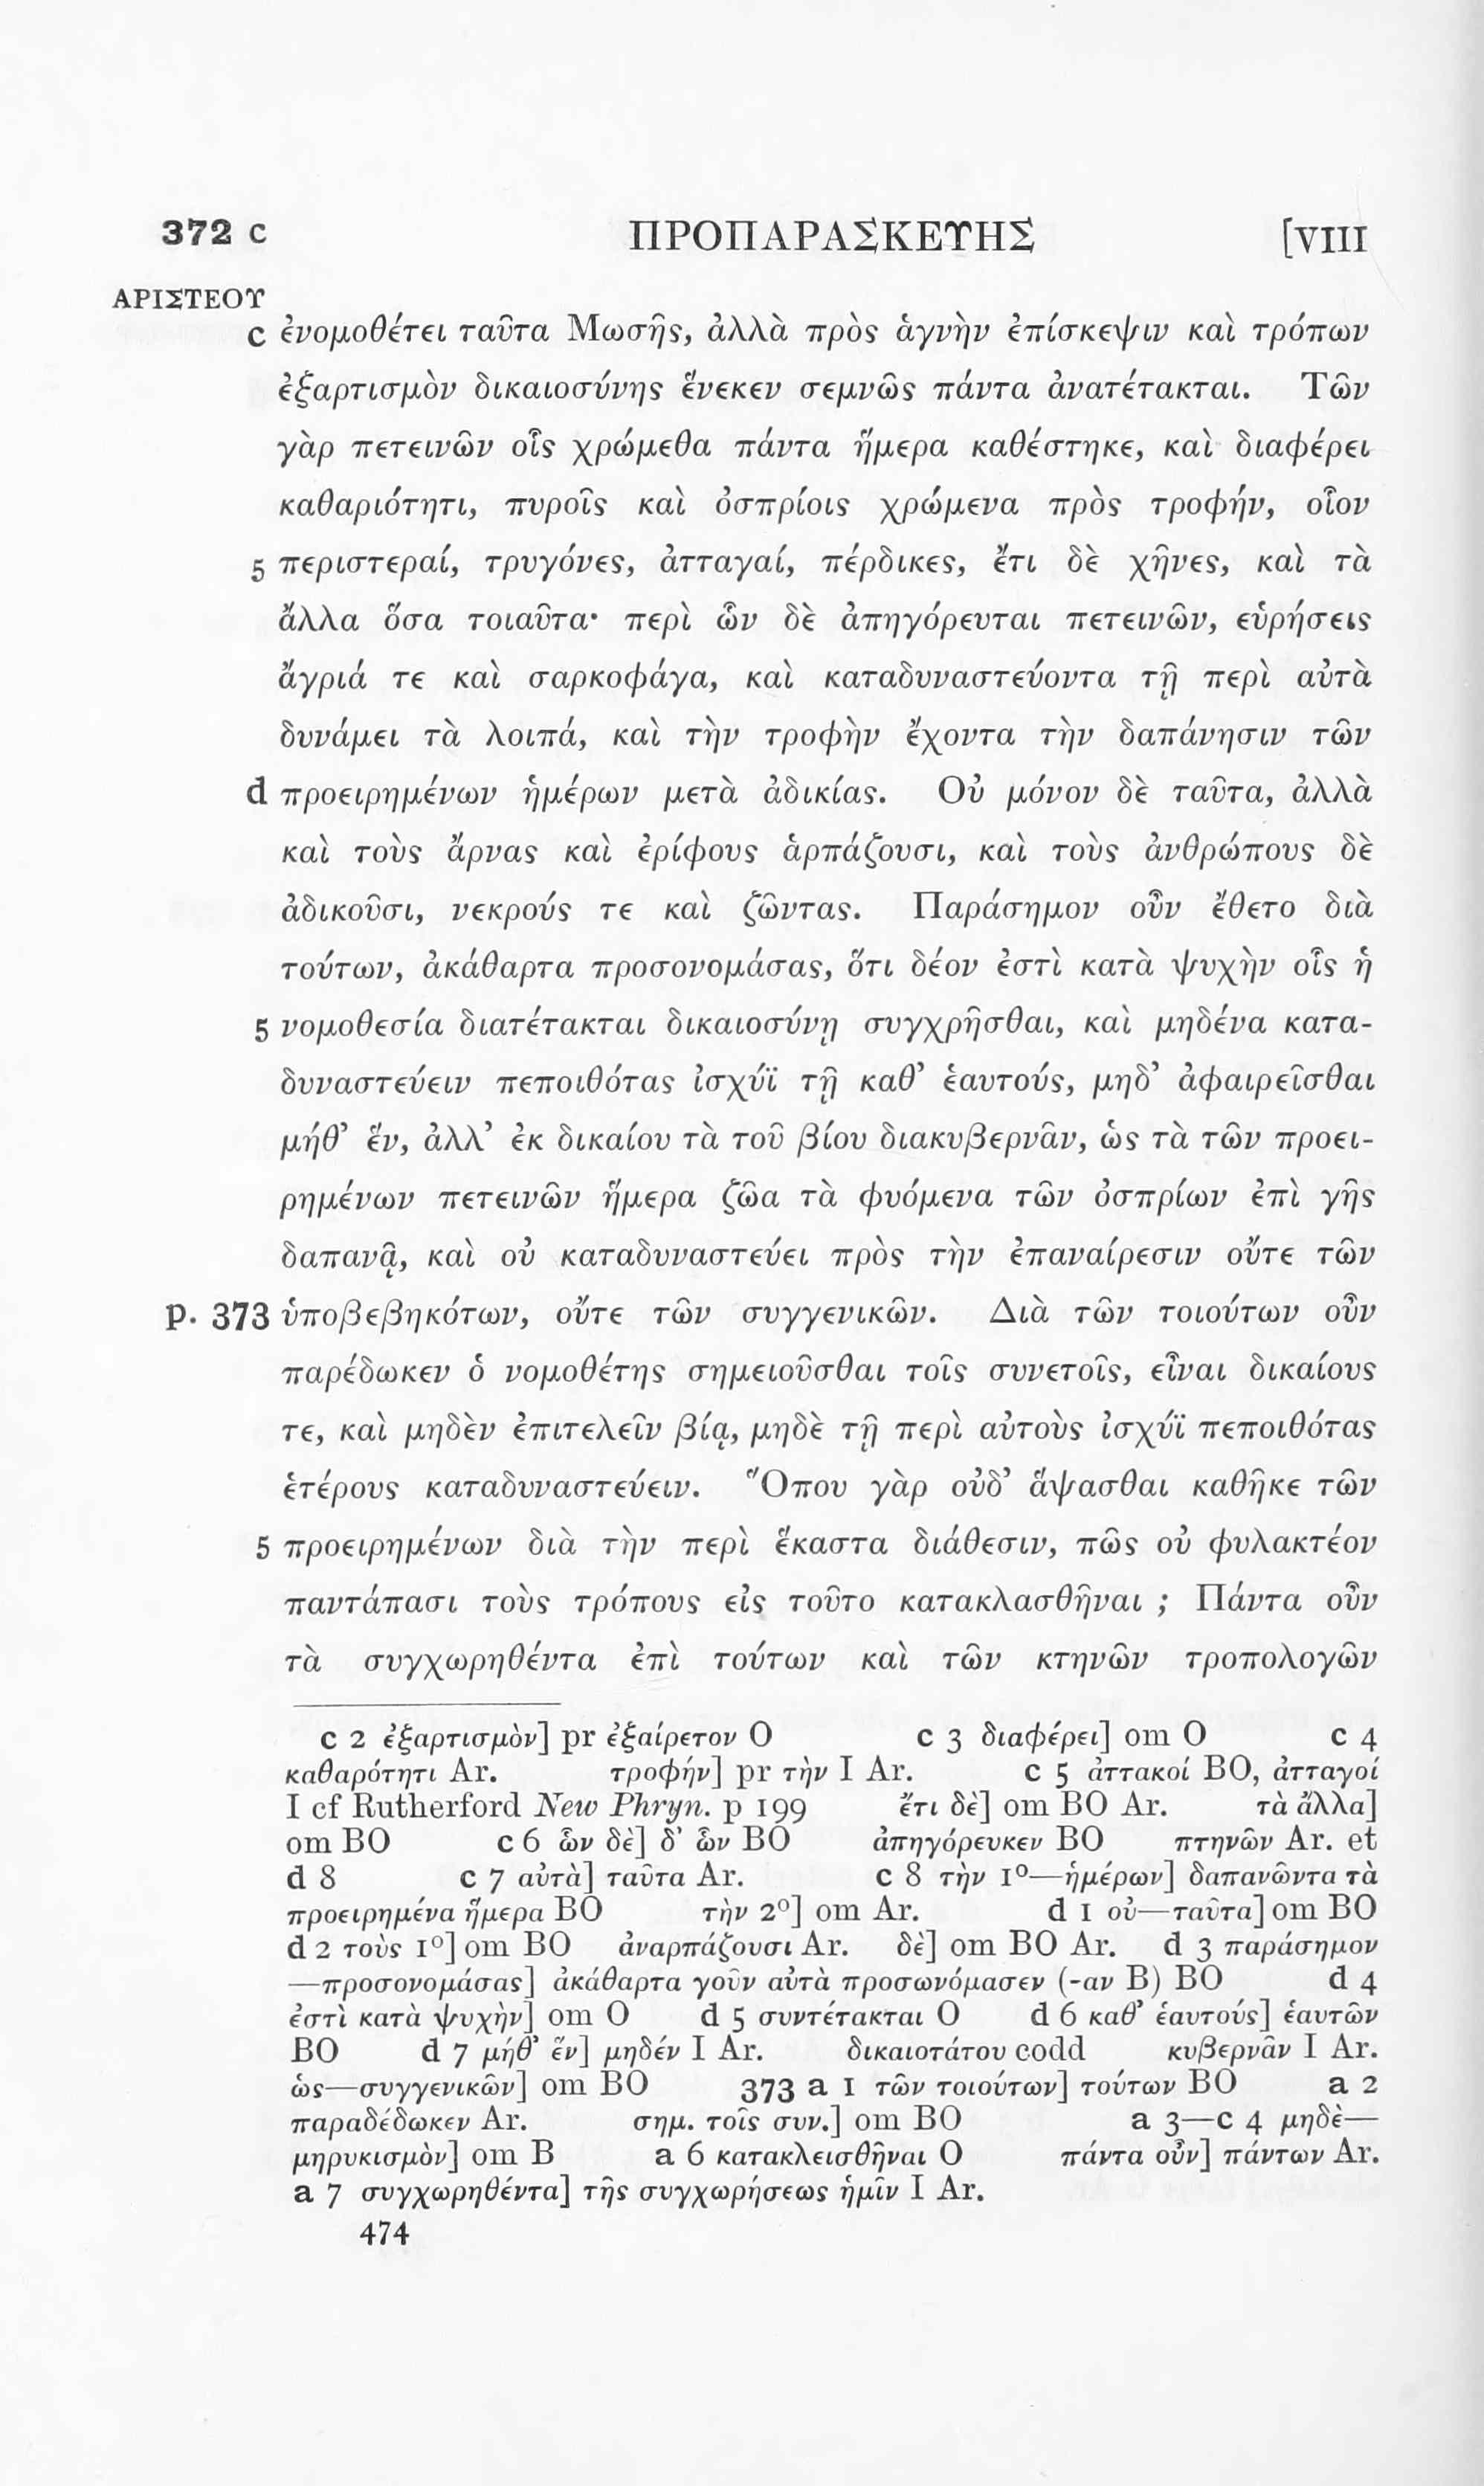 372 c ΠΡΟΠΑΡΑΣΚΕΥΗΣ [VIII
ΑΡΙΣΤΕΟΥ
c ἐνομοθέτει ταῦτα Μωσῆς, ἀλλὰ πρὸς ἁγνὴν ἐπίσκεψιν καὶ τρόπων
ἐξαρτισμὸν δικαιοσύνης ἕνεκεν σεμνῶς πάντα ἀνατέτακται. Τῶν
γὰρ πετεινῶν οἷς χρώμεθα πάντα ἥμερα καθέστηκε, καὶ διαφέρει
καθαριότητι, πυροῖς καὶ ὀσπρίοις χρώμενα πρὸς τροφήν, οἷον
5 περιστεραί, τρυγόνες, ἀτταγαί, πέρδικες, ἔτι δὲ χῆνες, καὶ τὰ
ἄλλα ὅσα τοιαῦτα· περὶ ὧν δὲ ἀπηγόρευται πετεινῶν, εὑρήσεις
ἄγριά τε καὶ σαρκοφάγα, καὶ καταδυναστεύοντα τῇ περὶ αὐτὰ
δυνάμει τὰ λοιπά, καὶ τὴν τροφὴν ἔχοντα τὴν δαπάνησιν τῶν
d προειρημένων ἡμέρων μετὰ ἀδικίας. Οὐ μόνον δὲ ταῦτα, ἀλλὰ
καὶ τοὺς ἄρνας καὶ ἐρίφους ἁρπάζουσι, καὶ τοὺς ἀνθρώπους δὲ
ἀδικοῦσι, νεκρούς τε καὶ ζῶντας. Παράσημον οὖν ἔθετο διὰ
τούτων, ἀκάθαρτα προσονομάσας, ὅτι δέον ἐστὶ κατὰ ψυχὴν οἷς ἡ
5 νομοθεσία διατέτακται δικαιοσύνῃ συγχρῆσθαι, καὶ μηδένα κατα-
δυναστεύειν πεποιθότας ἰσχύϊ τῇ καθ’ ἑαυτούς, μηδ’ ἀφαιρεῖσθαι
μήθ’ ἕν, ἀλλ’ ἐκ δικαίου τὰ τοῦ βίου διακυβερνᾶν, ὡς τὰ τῶν προει-
ρημένων πετεινῶν ἥμερα ζῶα τὰ φυόμενα τῶν ὀσπρίων ἐπὶ γῆς
δαπανᾷ, καὶ οὐ καταδυναστεύει πρὸς τὴν ἐπαναίρεσιν οὔτε τῶν
p. 373 ὑποβεβηκότων, οὔτε τῶν συγγενικῶν. Διὰ τῶν τοιούτων οὖν
παρέδωκεν ὁ νομοθέτης σημειοῦσθαι τοῖς συνετοῖς, εἶναι δικαίους
τε, καὶ μηδὲν ἐπιτελεῖν βίᾳ, μηδὲ τῇ περὶ αὐτοὺς ἰσχύϊ πεποιθότας
ἑτέρους καταδυναστεύειν. Ὅπου γὰρ οὐδ’ ἅψασθαι καθῆκε τῶν
5 προειρημένων διὰ τὴν περὶ ἕκαστα διάθεσιν, πῶς οὐ φυλακτέον
παντάπασι τοὺς τρόπους εἰς τοῦτο κατακλασθῆναι ; Πάντα οὖν
τὰ συγχωρηθέντα ἐπὶ τούτων καὶ τῶν κτηνῶν τροπολογῶν
c 2 ἐξαρτισμὸν] pr ἐξαίρετον O c 3 διαφέρει] om O c 4
καθαρότητι Ar. τροφήν] pr τὴν I Ar. c 5 ἀττακοί BO, ἀτταγοί
I cf Rutherford New Phryn. p 199 ἔτι δὲ] om BO Ar. τὰ ἄλλα]
om BO c 6 ὧν δὲ] δ’ ὧν BO ἀπηγόρευκεν BO πτηνῶν Ar. et
d 8 c 7 αὐτὰ] ταῦτα Ar. c 8 τὴν 1º—ἡμέρων] δαπανῶντα τὰ
προειρημένα ἥμερα BO τὴν 2º] om Ar. d 1 οὐ—ταῦτα] om BO
d 2 τοὺς 1º] om BO ἀναρπάζουσι Ar. δὲ] om BO Ar. d 3 παράσημον
—προσονομάσας] ἀκάθαρτα γοῦν αὐτὰ προσωνόμασεν (-αν B) BO d 4
ἐστὶ κατὰ ψυχὴν] om O d 5 συντέτακται O d 6 καθ’ ἑαυτούς] ἑαυτῶν
BO d 7 μήθ’ ἕν] μηδέν I Ar. δικαιοτάτου codd κυβερνᾶν I Ar.
ὡς—συγγενικῶν] om BO 373 a 1 τῶν τοιούτων] τούτων BO a 2
παραδέδωκεν Ar. σημ. τοῖς συν.] om BO a 3—c 4 μηδὲ—
μηρυκισμὸν] om B a 6 κατακλεισθῆναι O πάντα οὖν] πάντων Ar.
a 7 συγχωρηθέντα] τῆς συγχωρήσεως ἡμῖν I Ar.
474